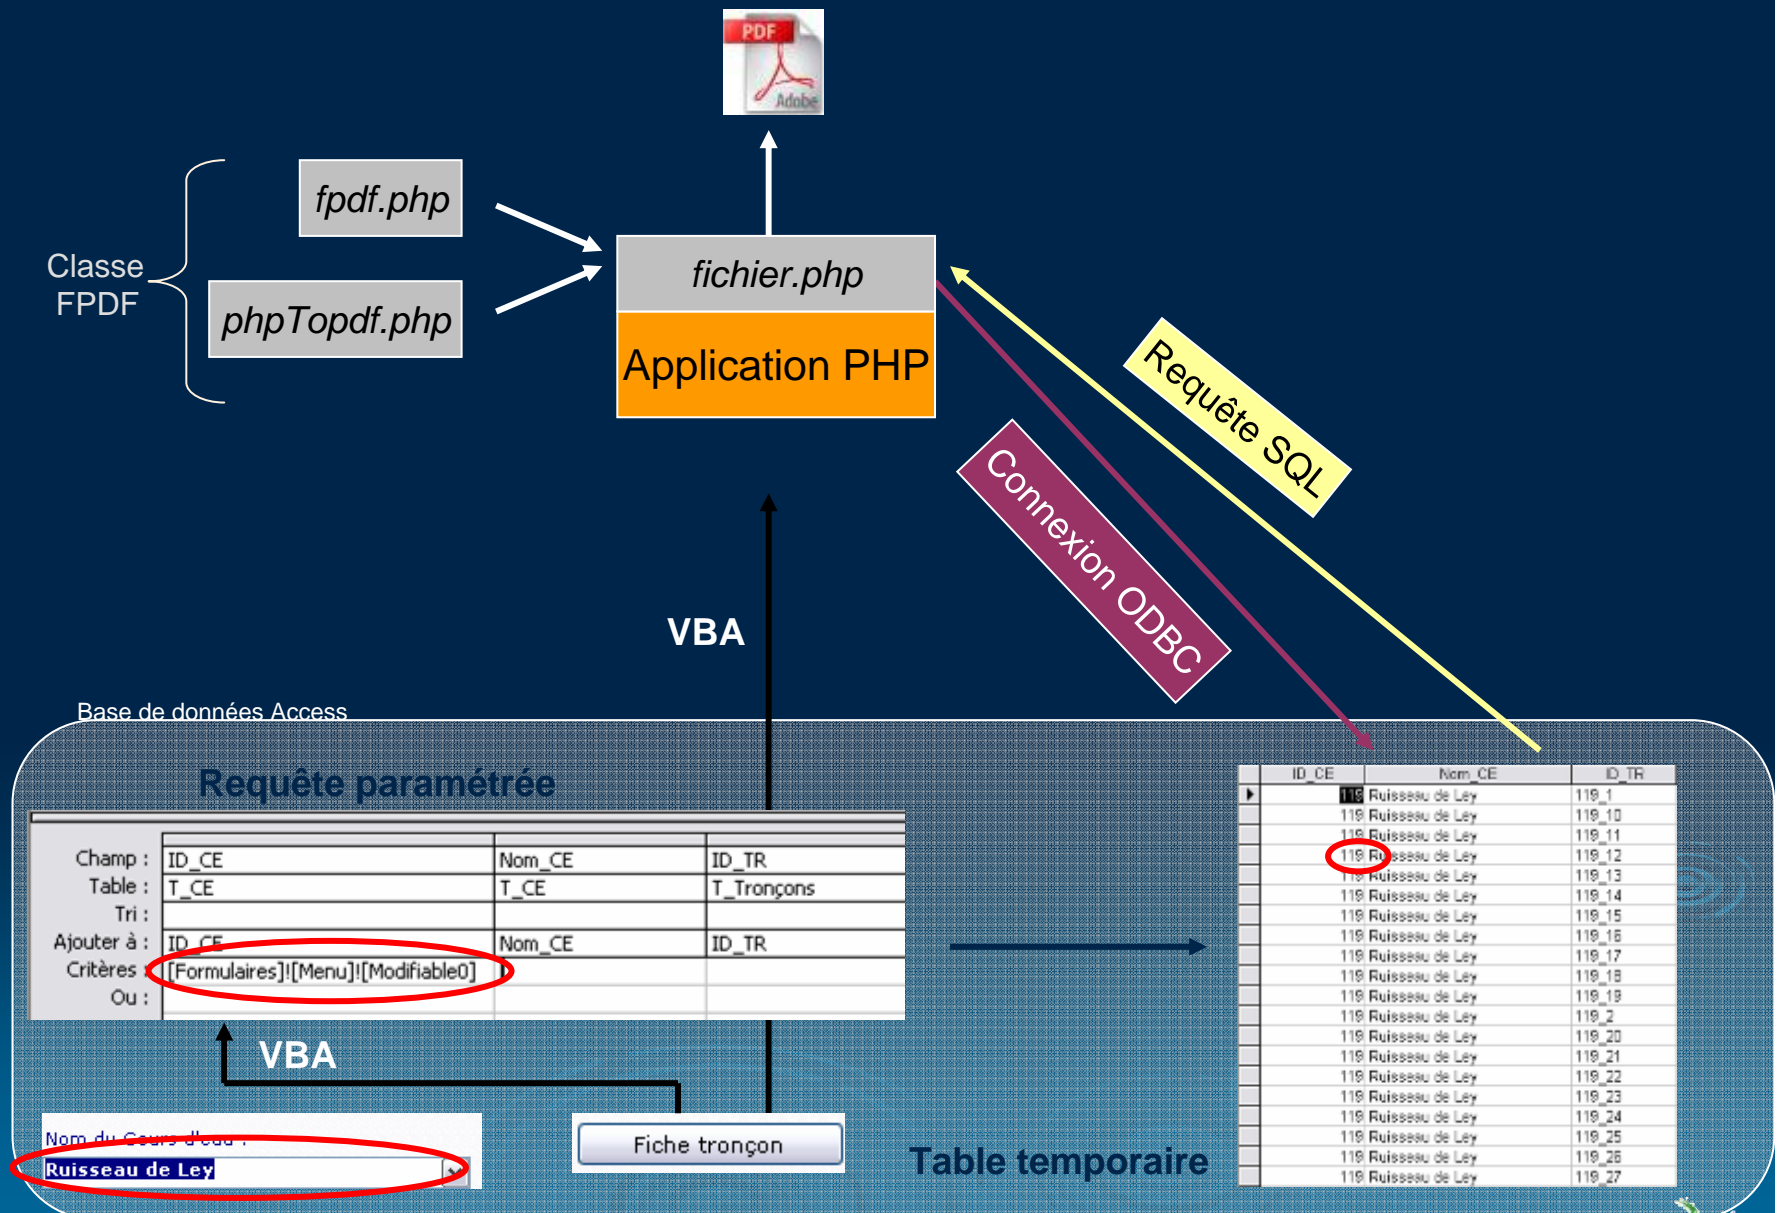 PDF
Adobe
fpdf.php
Classe
FPDF
phpTopdf.php
fichier.php
Application PHP
Requête SQL
Connexion ODBC
VBA
Base de données Access
Requête paramétrée
Champ : ID_CE Nom_CE ID_TR
Table : T_CE T_CE T_Tronçons
Tri :
Ajouter à : ID_CE Nom_CE ID_TR
Critères : [Formulaires]![Menu]![Modifiable0]
Ou :
VBA
Nom du Cours d'eau :
Ruisseau de Ley
Fiche tronçon
Table temporaire
ID_CE Nom_CE ID_TR
119 Ruisseau de Ley 119_1
119 Ruisseau de Ley 119_10
119 Ruisseau de Ley 119_11
119 Ruisseau de Ley 119_12
119 Ruisseau de Ley 119_13
119 Ruisseau de Ley 119_14
119 Ruisseau de Ley 119_15
119 Ruisseau de Ley 119_16
119 Ruisseau de Ley 119_17
119 Ruisseau de Ley 119_18
119 Ruisseau de Ley 119_19
119 Ruisseau de Ley 119_2
119 Ruisseau de Ley 119_20
119 Ruisseau de Ley 119_21
119 Ruisseau de Ley 119_22
119 Ruisseau de Ley 119_23
119 Ruisseau de Ley 119_24
119 Ruisseau de Ley 119_25
119 Ruisseau de Ley 119_26
119 Ruisseau de Ley 119_27